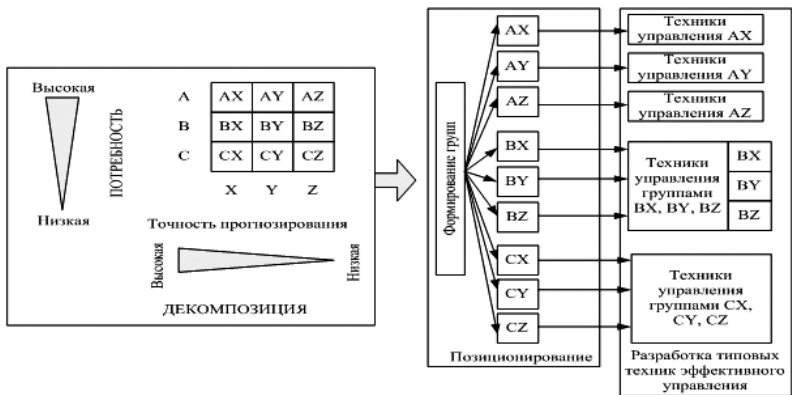 Высокая
Низкая
ПОТРЕБНОСТЬ
A AX AY AZ
B BX BY BZ
C CX CY CZ
X Y Z
Точность прогнозирования
Высокая
Низкая
ДЕКОМПОЗИЦИЯ
Формирование групп
AX
AY
AZ
BX
BY
BZ
CX
CY
CZ
Позиционирование
Техники
управления AX
Техники
управления AY
Техники
управления AZ
Техники
управления
группами
BX, BY, BZ
BX
BY
BZ
Техники
управления
группами CX,
CY, CZ
Разработка типовых
техник эффективного
управления